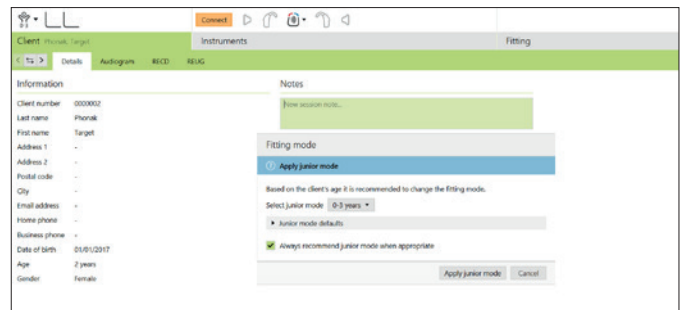 Connect
Client Phonak, Target
Instruments
Fitting
Details Audiogram RECD REUG
Information
Client number 0000002
Last name Phonak
First name Target
Address 1 -
Address 2 -
Postal code -
City -
Email address -
Home phone -
Business phone -
Date of birth 01/01/2017
Age 2 years
Gender Female
Notes
New session note...
Fitting mode
Apply junior mode
Based on the client's age it is recommended to change the fitting mode.
Select junior mode 0-3 years
Junior mode defaults
Always recommend junior mode when appropriate
Apply junior mode Cancel